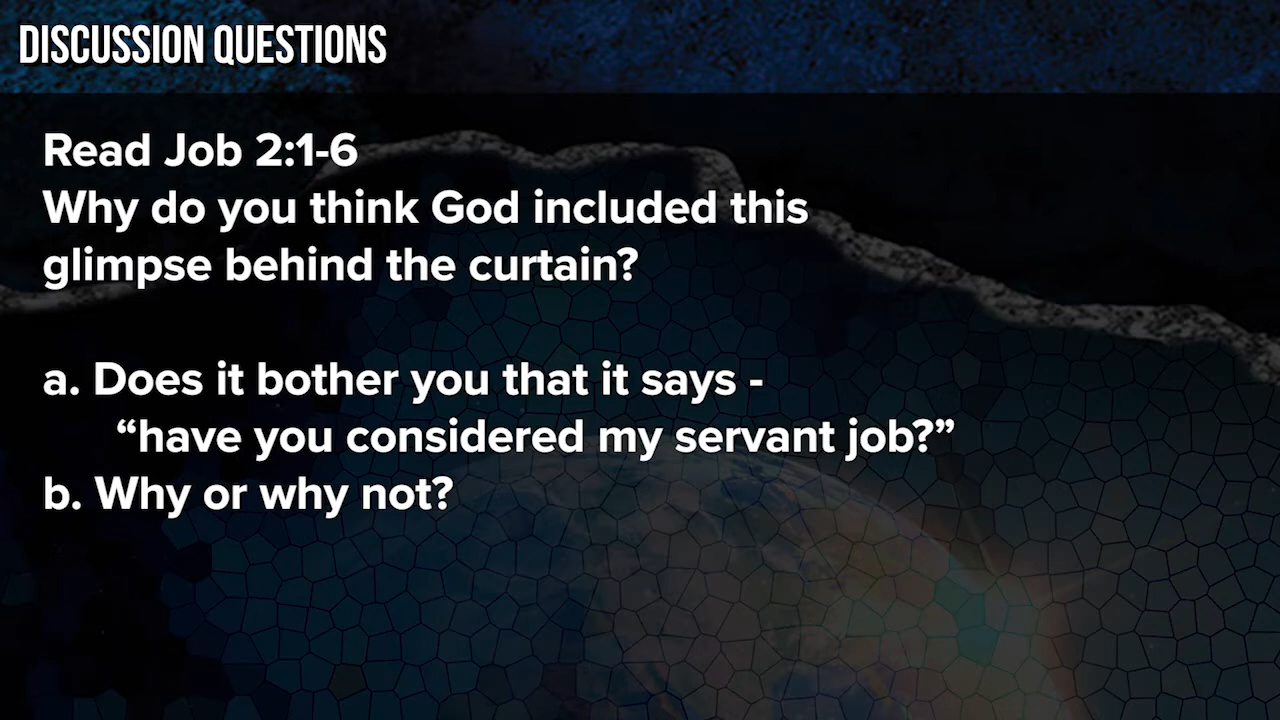 DISCUSSION QUESTIONS
Read Job 2:1-6
Why do you think God included this
glimpse behind the curtain?
a. Does it bother you that it says -
“have you considered my servant job?”
b. Why or why not?